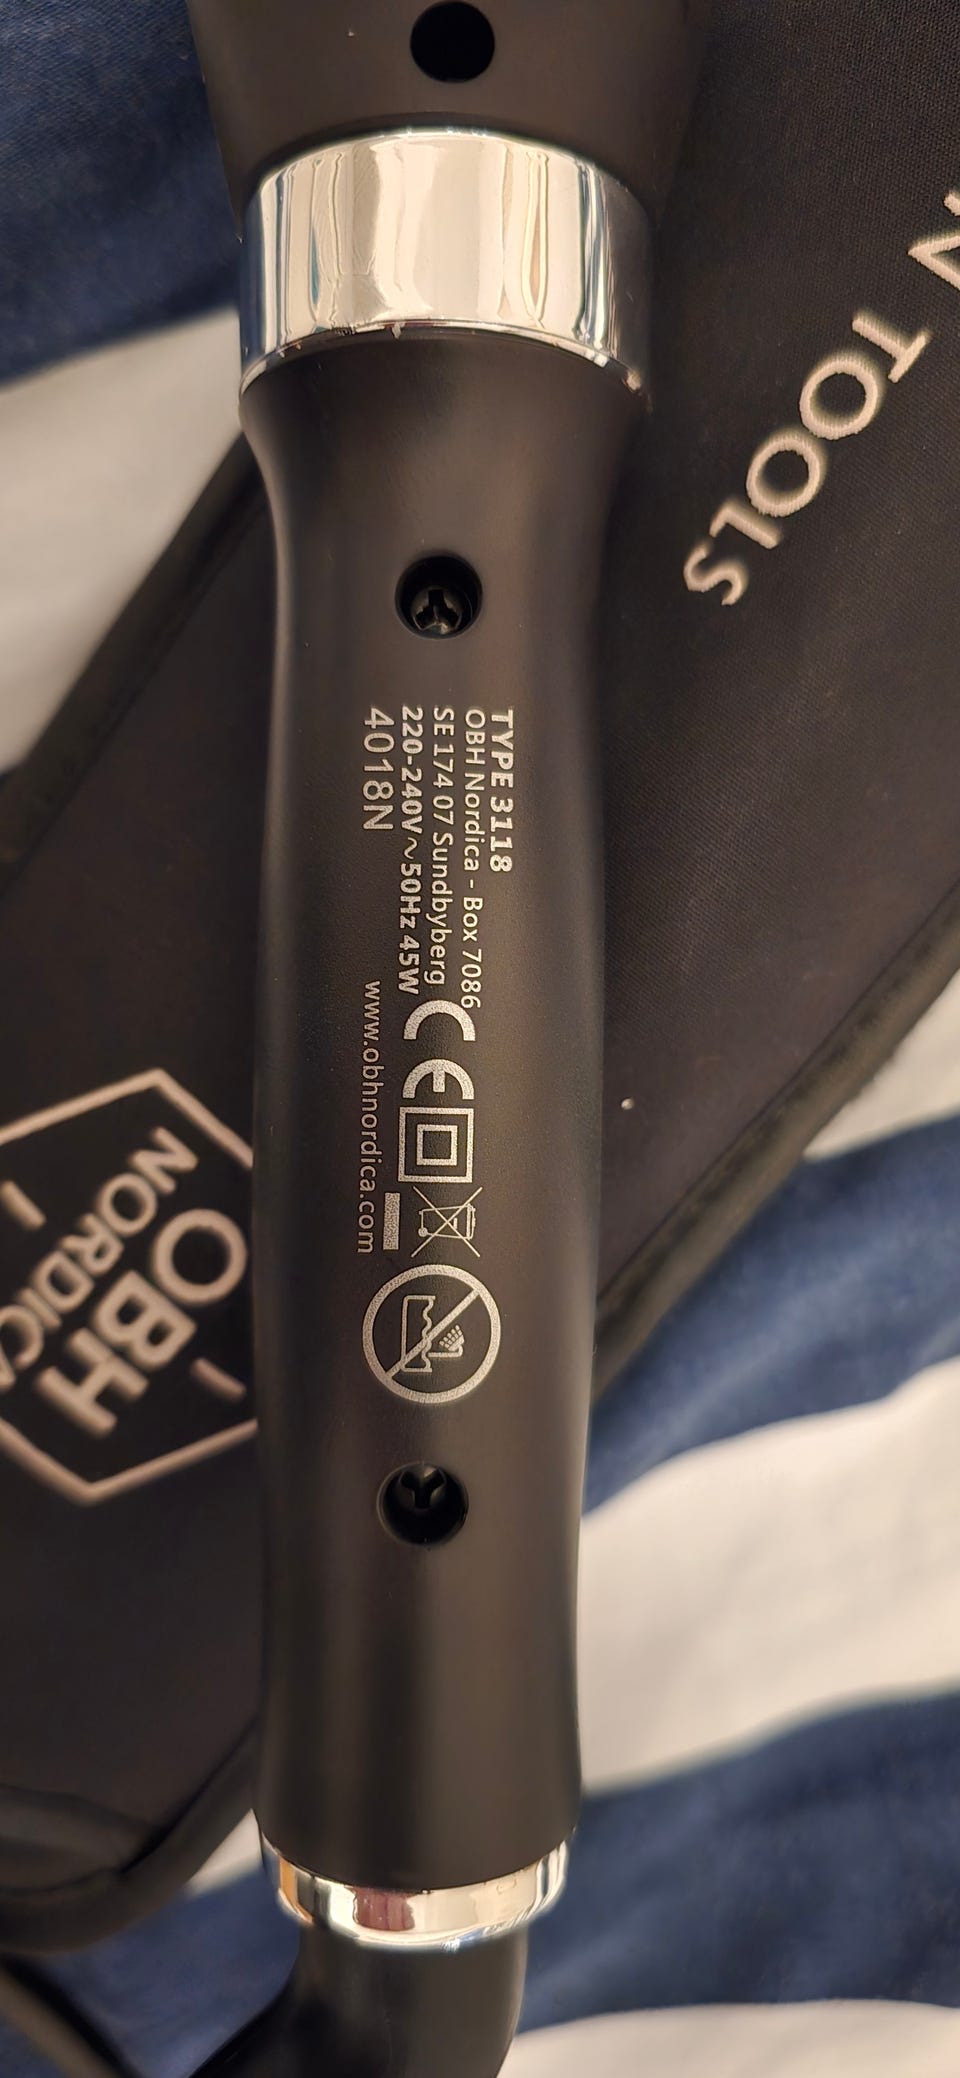 TYPE 3118
OBH Nordica - Box 7086
SE 174 07 Sundbyberg
220-240V~50Hz 45W
4018N
CE
www.obhnordica.com
TOOLS
OBH
NORDICA